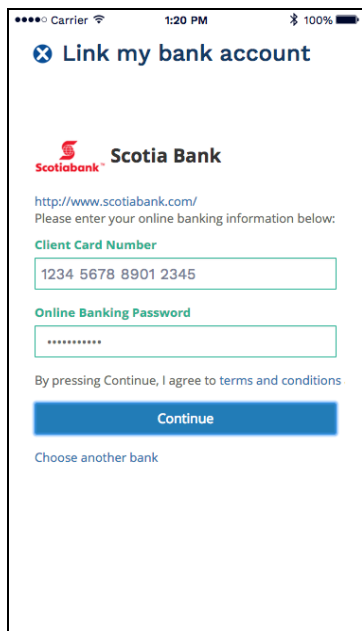 Carrier 1:20 PM 100%
Link my bank account
Scotiabank™ Scotia Bank
http://www.scotiabank.com/
Please enter your online banking information below:
Client Card Number
1234 5678 8901 2345
Online Banking Password
•••••••••••
By pressing Continue, I agree to terms and conditions
Continue
Choose another bank